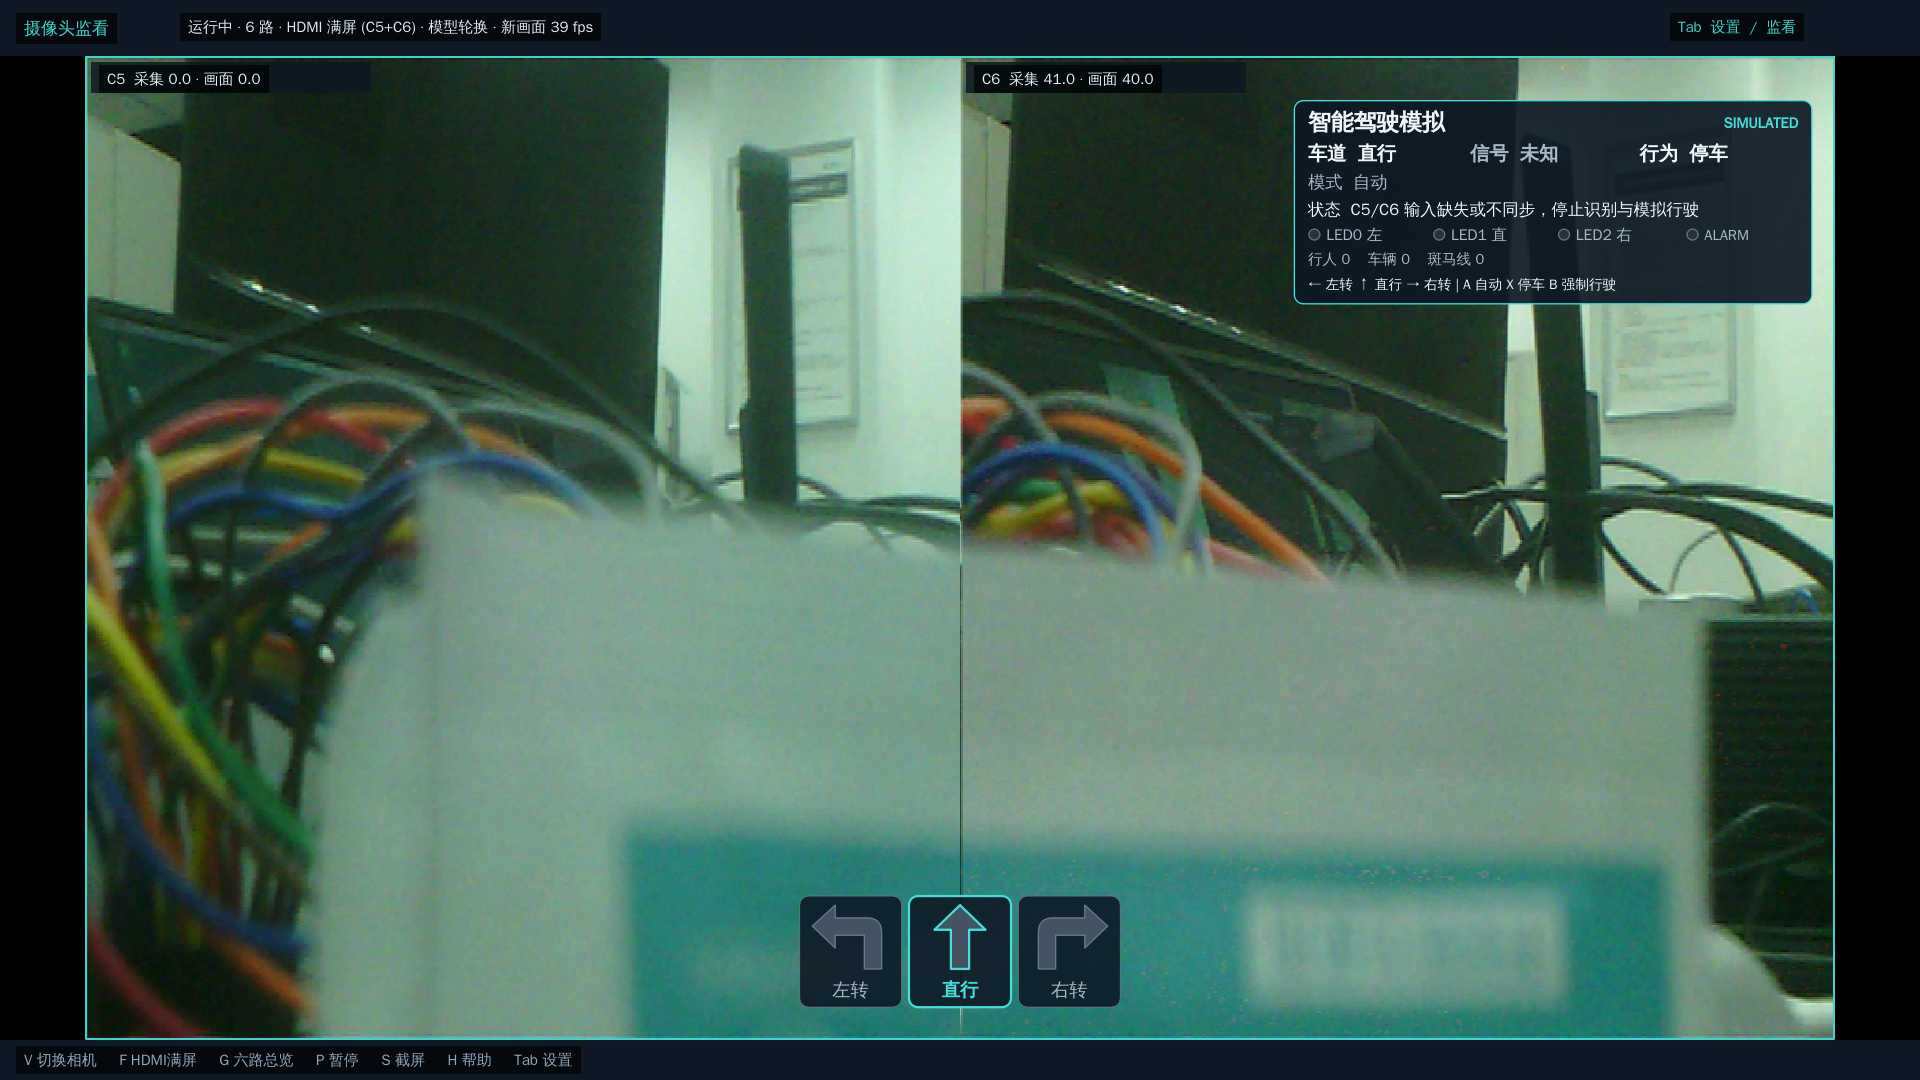 摄像头监看
运行中 · 6 路 · HDMI 满屏 (C5+C6) · 模型轮换 · 新画面 39 fps
Tab 设置 / 监看
C5 采集 0.0 · 画面 0.0
C6 采集 41.0 · 画面 40.0
智能驾驶模拟 SIMULATED
车道 直行 信号 未知 行为 停车
模式 自动
状态 C5/C6 输入缺失或不同步，停止识别与模拟行驶
LED0 左 LED1 直 LED2 右 ALARM
行人 0 车辆 0 斑马线 0
← 左转 ↑ 直行 → 右转 | A 自动 X 停车 B 强制行驶
左转 直行 右转
V 切换相机 F HDMI满屏 G 六路总览 P 暂停 S 截屏 H 帮助 Tab 设置